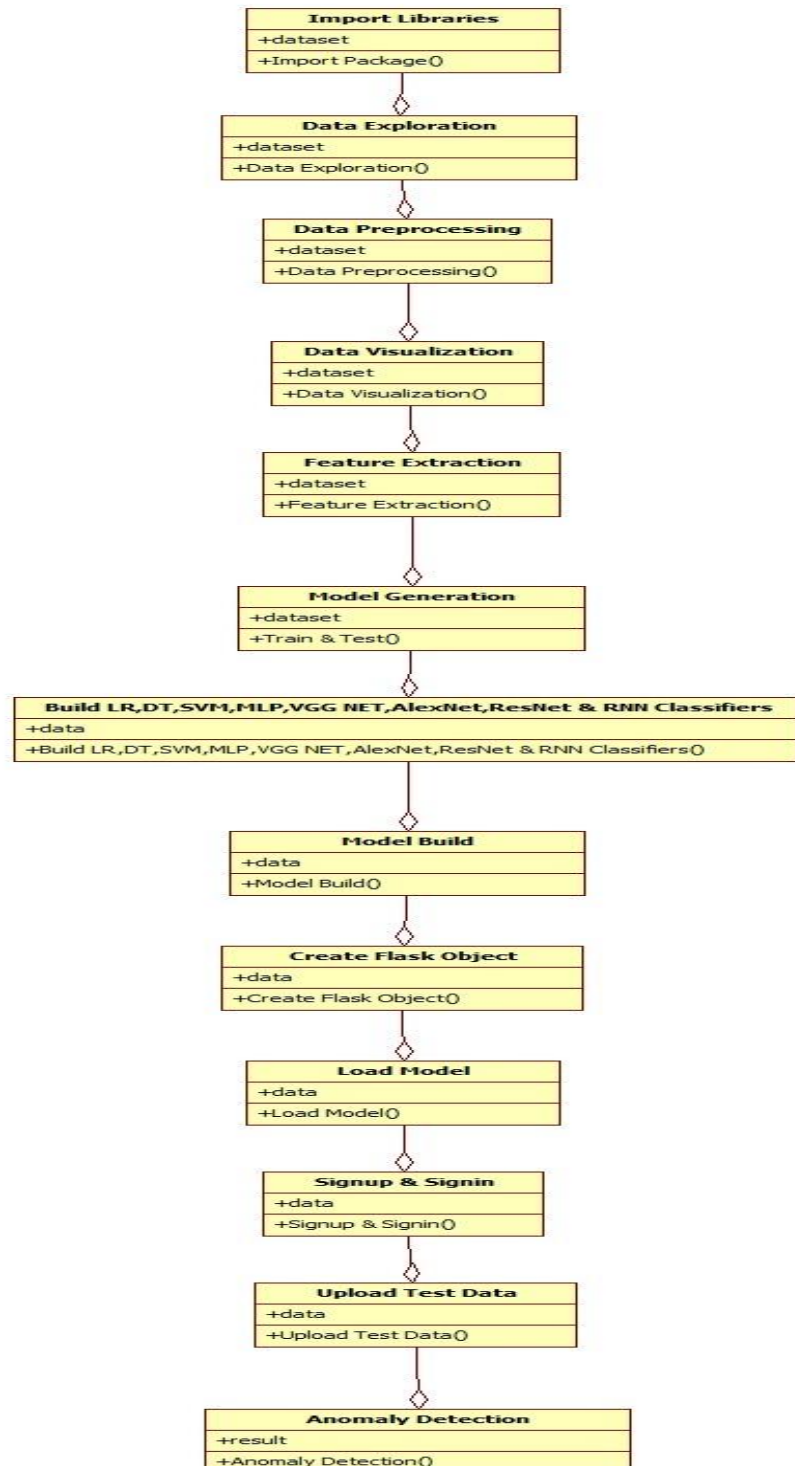 Import Libraries
+dataset
+Import Package()
Data Exploration
+dataset
+Data Exploration()
Data Preprocessing
+dataset
+Data Preprocessing()
Data Visualization
+dataset
+Data Visualization()
Feature Extraction
+dataset
+Feature Extraction()
Model Generation
+dataset
+Train & Test()
Build LR,DT,SVM,MLP,VGG NET,AlexNet,ResNet & RNN Classifiers
+data
+Build LR,DT,SVM,MLP,VGG NET,AlexNet,ResNet & RNN Classifiers()
Model Build
+data
+Model Build()
Create Flask Object
+data
+Create Flask Object()
Load Model
+data
+Load Model()
Signup & Signin
+data
+Signup & Signin()
Upload Test Data
+data
+Upload Test Data()
Anomaly Detection
+result
+Anomaly Detection()